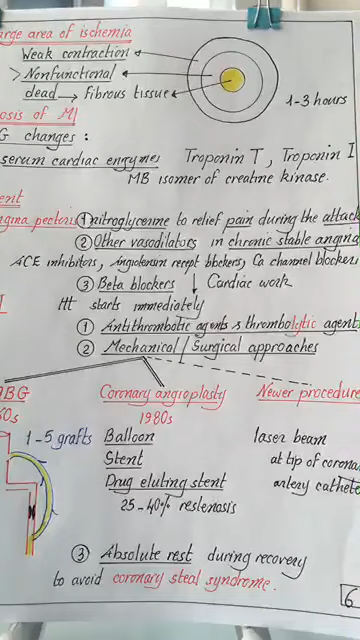 arge area of ischemia
Weak contraction
> Nonfunctional
dead → Fibrous tissue
1-3 hours
osis of MI
G changes :
serum cardiac enzymes Troponin T, Troponin I
MB isomer of creatine kinase.
ent
ngina pectoris ① nitroglycerine to relief pain during the attack
② Other vasodilators in chronic stable angina
ACE inhibitors, Angiotensin recept blockers, Ca channel blockers
③ Beta blockers ↓ Cardiac work
I ttt starts immediately
① Antithrombotic agents & thrombolytic agent
② Mechanical / Surgical approaches
BG Coronary angioplasty Newer procedure
60s 1980s
1-5 grafts Balloon laser beam
Stent at tip of corona
Drug eluting stent artery cathete
25-40% restenosis
③ Absolute rest during recovery
to avoid coronary steal syndrome.
6